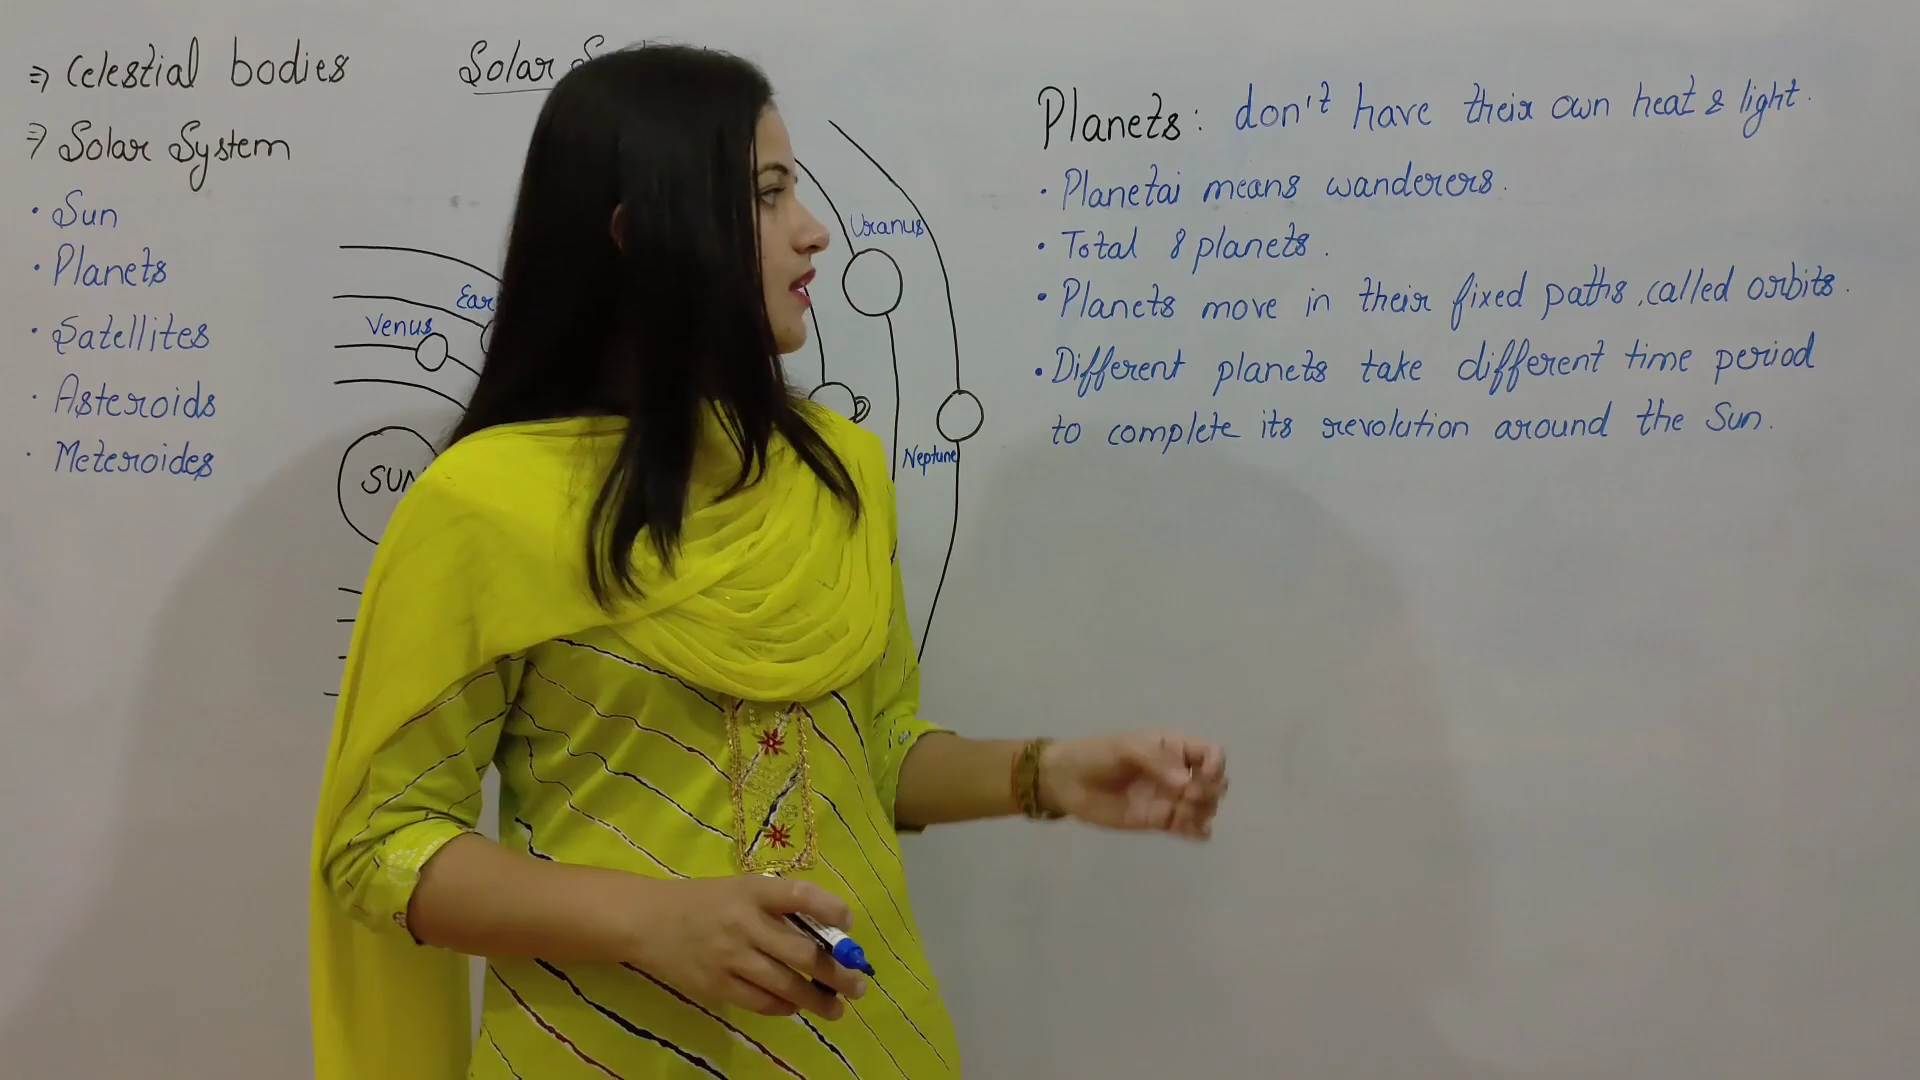 ⇒ Celestial bodies
⇒ Solar System
• Sun
• Planets
• Satellites
• Asteroids
• Meteroides
Solar
Venus
SUN
Uranus
Neptune
Planets: don't have their own heat & light.
• Planetai means wanderers.
• Total 8 planets.
• Planets move in their fixed paths, called orbits.
• Different planets take different time period
to complete its revolution around the Sun.